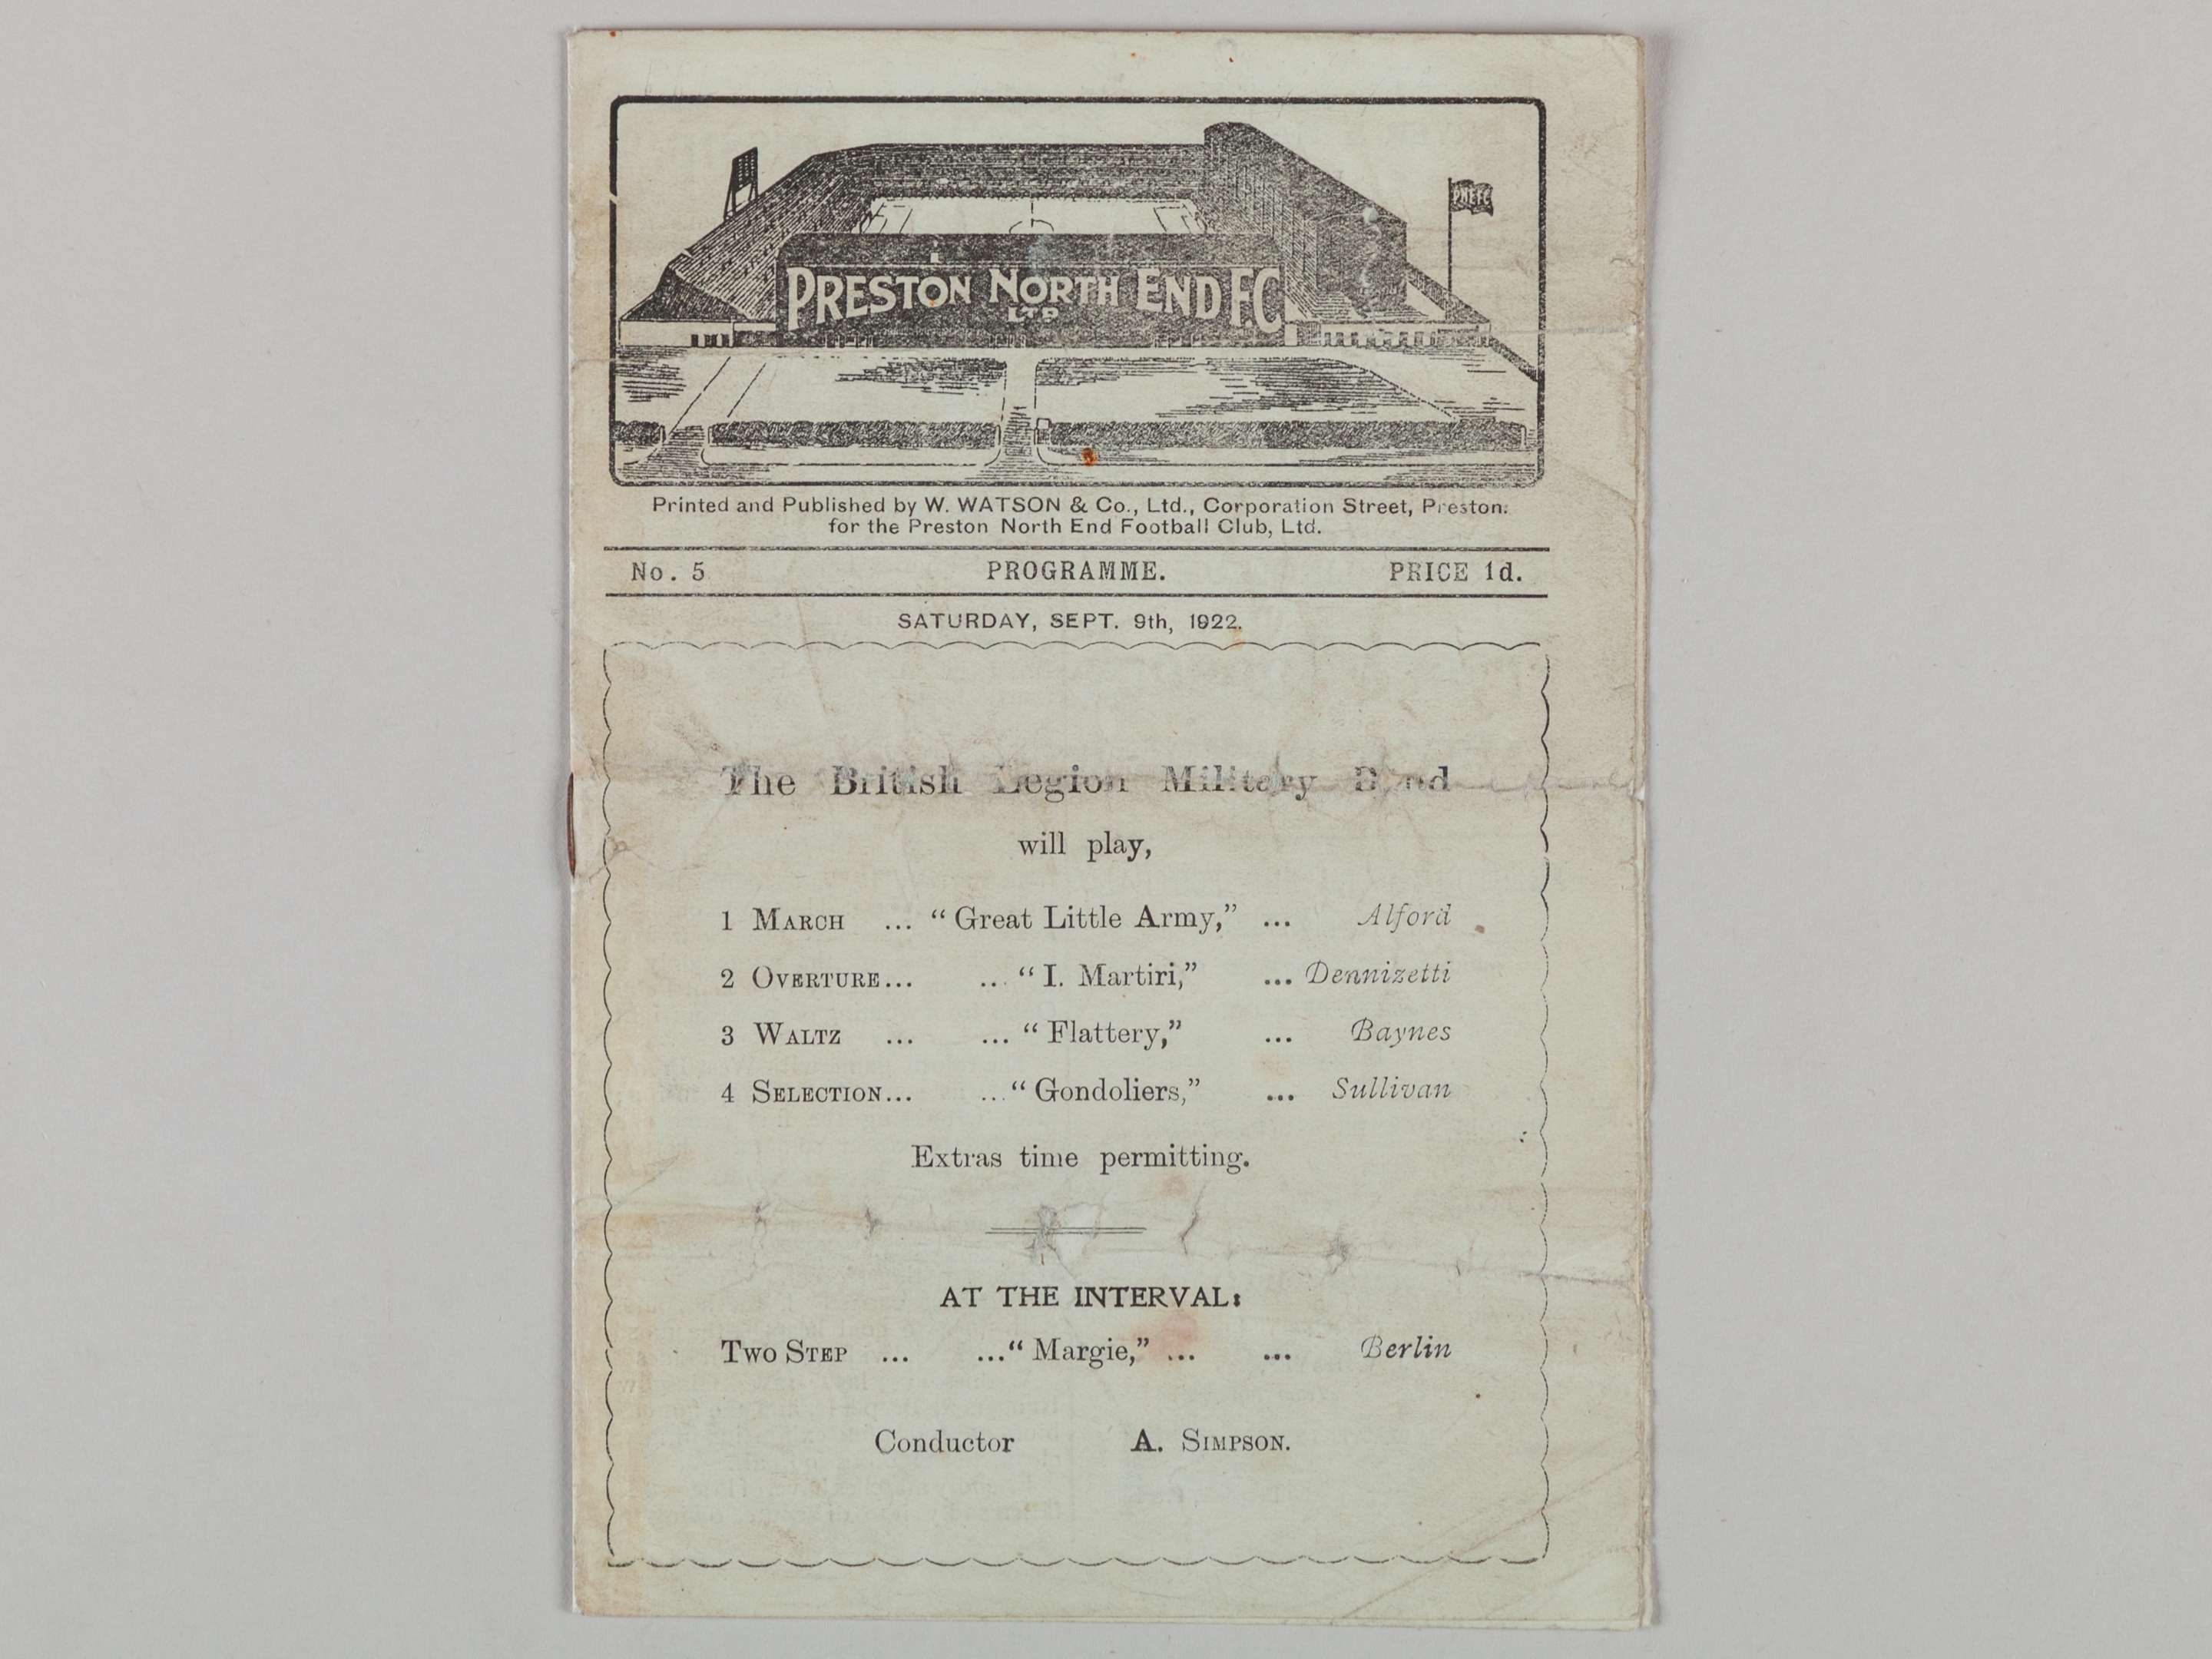 PNEFC
PRESTON NORTH END F.C
LTD
Printed and Published by W. WATSON & Co., Ltd., Corporation Street, Preston.
for the Preston North End Football Club, Ltd.
No. 5 PROGRAMME. PRICE 1d.
SATURDAY, SEPT. 9th, 1922.
The British Legion Military Band
will play,
1 MARCH ... “Great Little Army,” ... Alford
2 OVERTURE... ... “I. Martiri,” ... Dennizetti
3 WALTZ ... ... “Flattery,” ... Baynes
4 SELECTION... ...“Gondoliers,” ... Sullivan
Extras time permitting.
AT THE INTERVAL:
TWO STEP ... ...“Margie,” ... ... Berlin
Conductor A. SIMPSON.